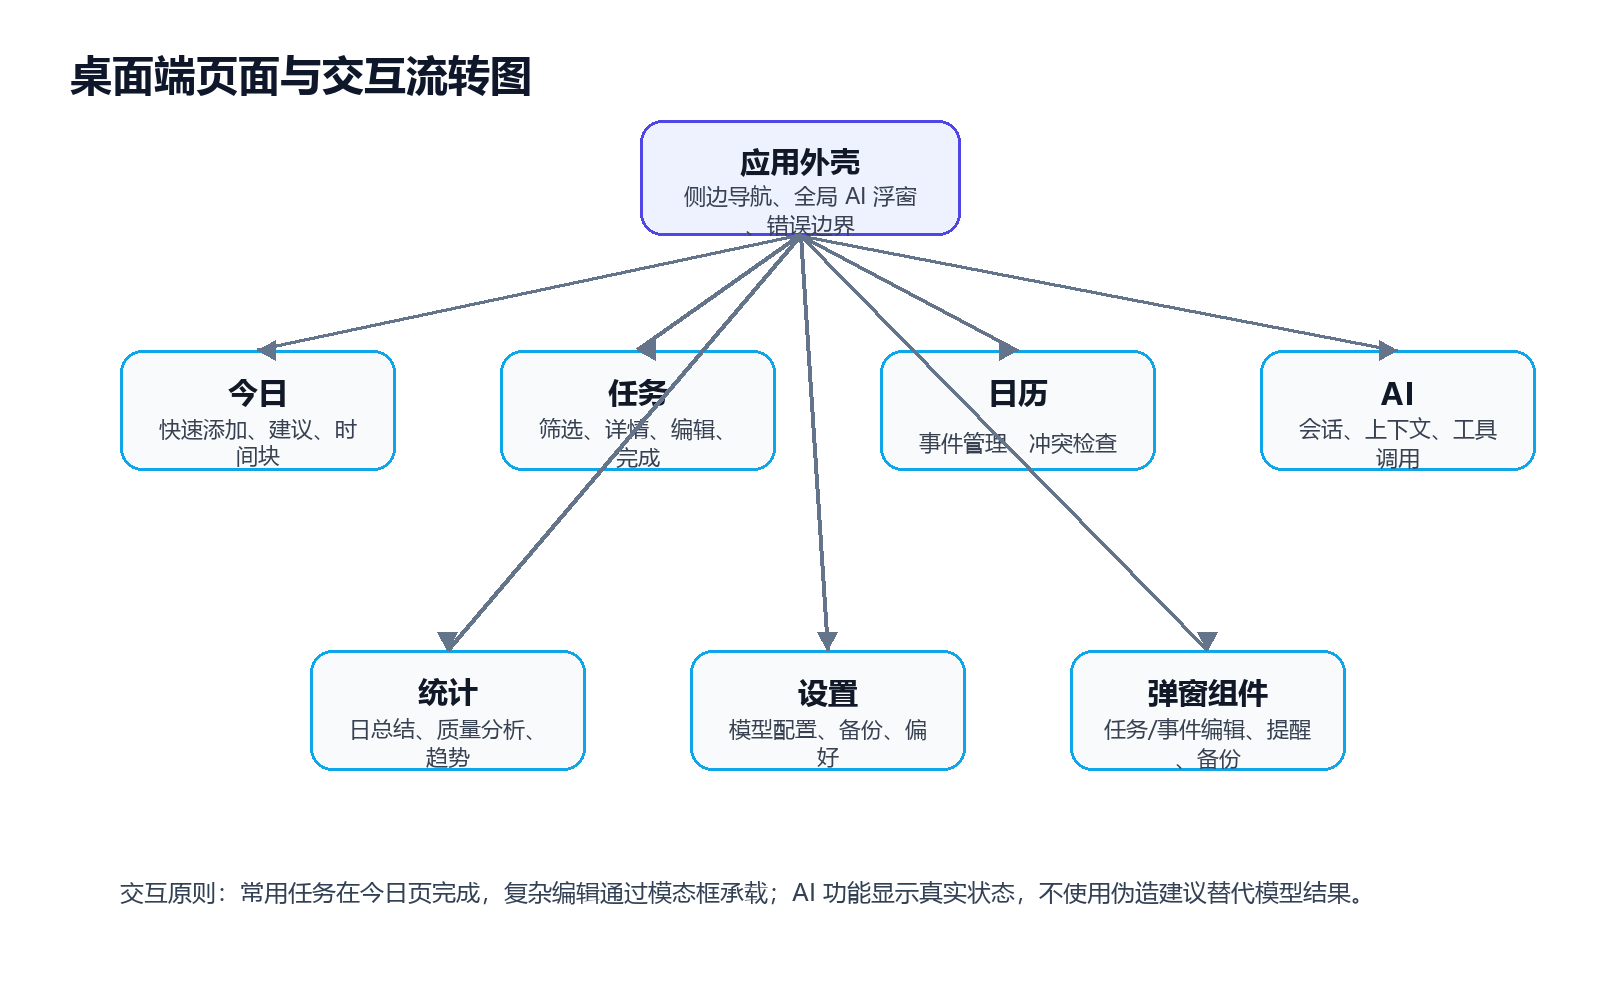 桌面端页面与交互流转图
应用外壳
侧边导航、全局 AI 浮窗
、错误边界
今日
快速添加、建议、时
间块
任务
筛选、详情、编辑、
完成
日历
事件管理、冲突检查
AI
会话、上下文、工具
调用
统计
日总结、质量分析、
趋势
设置
模型配置、备份、偏
好
弹窗组件
任务/事件编辑、提醒
、备份
交互原则：常用任务在今日页完成，复杂编辑通过模态框承载；AI 功能显示真实状态，不使用伪造建议替代模型结果。